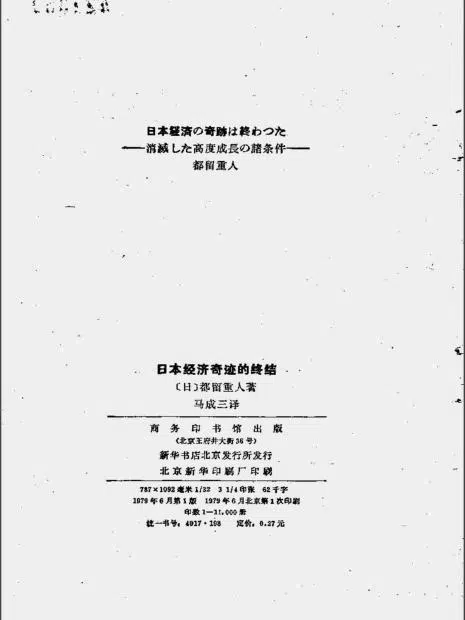 日本経済の奇跡は終わつた
——消滅した高度成長の諸条件——
都留重人
日本经济奇迹的终结
〔日〕都留重人著
马成三译
商务印书馆出版
（北京王府井大街36号）
新华书店北京发行所发行
北京新华印刷厂印刷
787×1092毫米 1/32 3 1/4印张 62千字
1979年6月第1版 1979年6月北京第1次印刷
印数1—11,000册
统一书号：4017·198 定价：0.27元